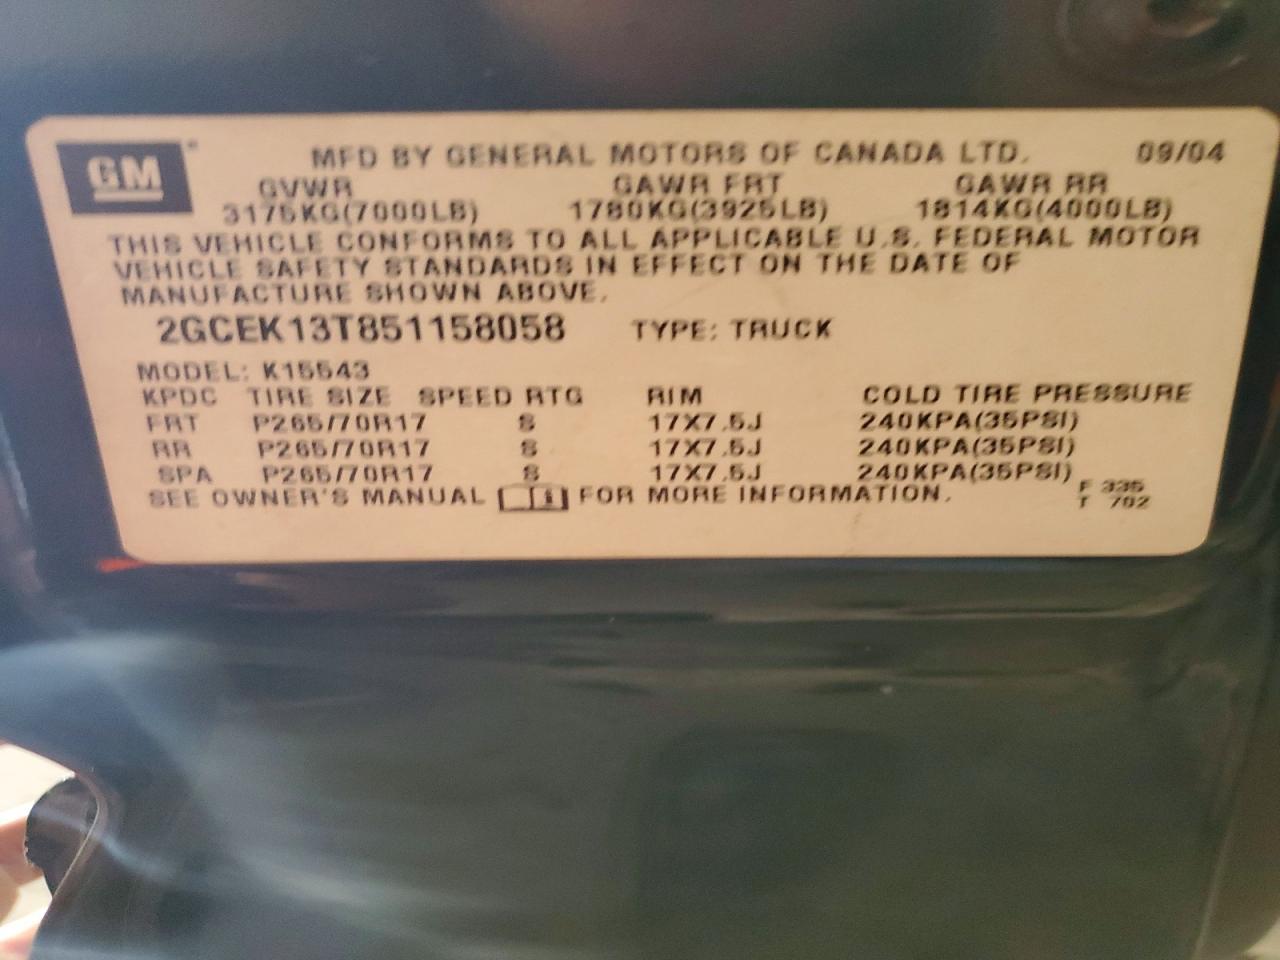 GM
MFD BY GENERAL MOTORS OF CANADA LTD. 09/04
GVWR GAWR FRT GAWR RR
3175KG(7000LB) 1780KG(3925LB) 1814KG(4000LB)
THIS VEHICLE CONFORMS TO ALL APPLICABLE U.S. FEDERAL MOTOR
VEHICLE SAFETY STANDARDS IN EFFECT ON THE DATE OF
MANUFACTURE SHOWN ABOVE.
2GCEK13T851158058 TYPE: TRUCK
MODEL: K15543
KPDC TIRE SIZE SPEED RTG RIM COLD TIRE PRESSURE
FRT P265/70R17 S 17X7.5J 240KPA(35PSI)
RR P265/70R17 S 17X7.5J 240KPA(35PSI)
SPA P265/70R17 S 17X7.5J 240KPA(35PSI)
SEE OWNER'S MANUAL FOR MORE INFORMATION. F 335
T 702